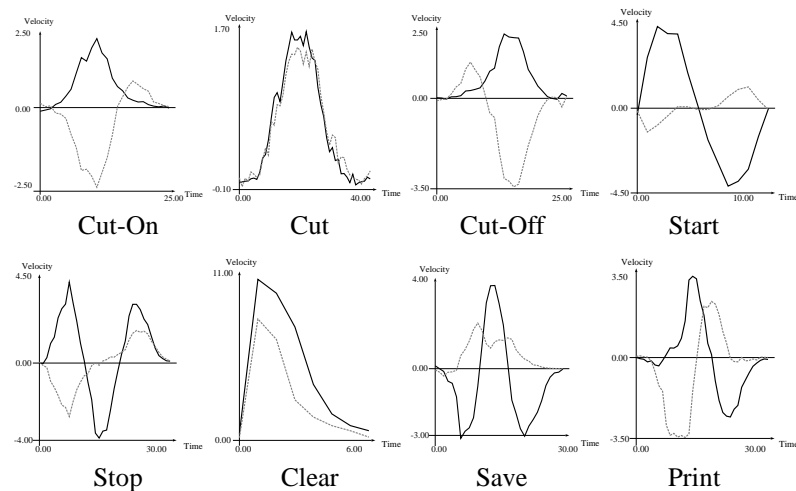 Velocity
2.50
0.00
-2.50
0.00
25.00
Time
Cut-On
Velocity
1.70
-0.10
0.00
40.00
Time
Cut
Velocity
2.50
0.00
-3.50
0.00
25.00
Time
Cut-Off
Velocity
4.50
0.00
-4.50
0.00
10.00
Time
Start
Velocity
4.50
0.00
-4.00
0.00
30.00
Time
Stop
Velocity
11.00
0.00
0.00
6.00
Time
Clear
Velocity
4.00
0.00
-3.00
0.00
30.00
Time
Save
Velocity
3.50
0.00
-3.50
0.00
30.00
Time
Print